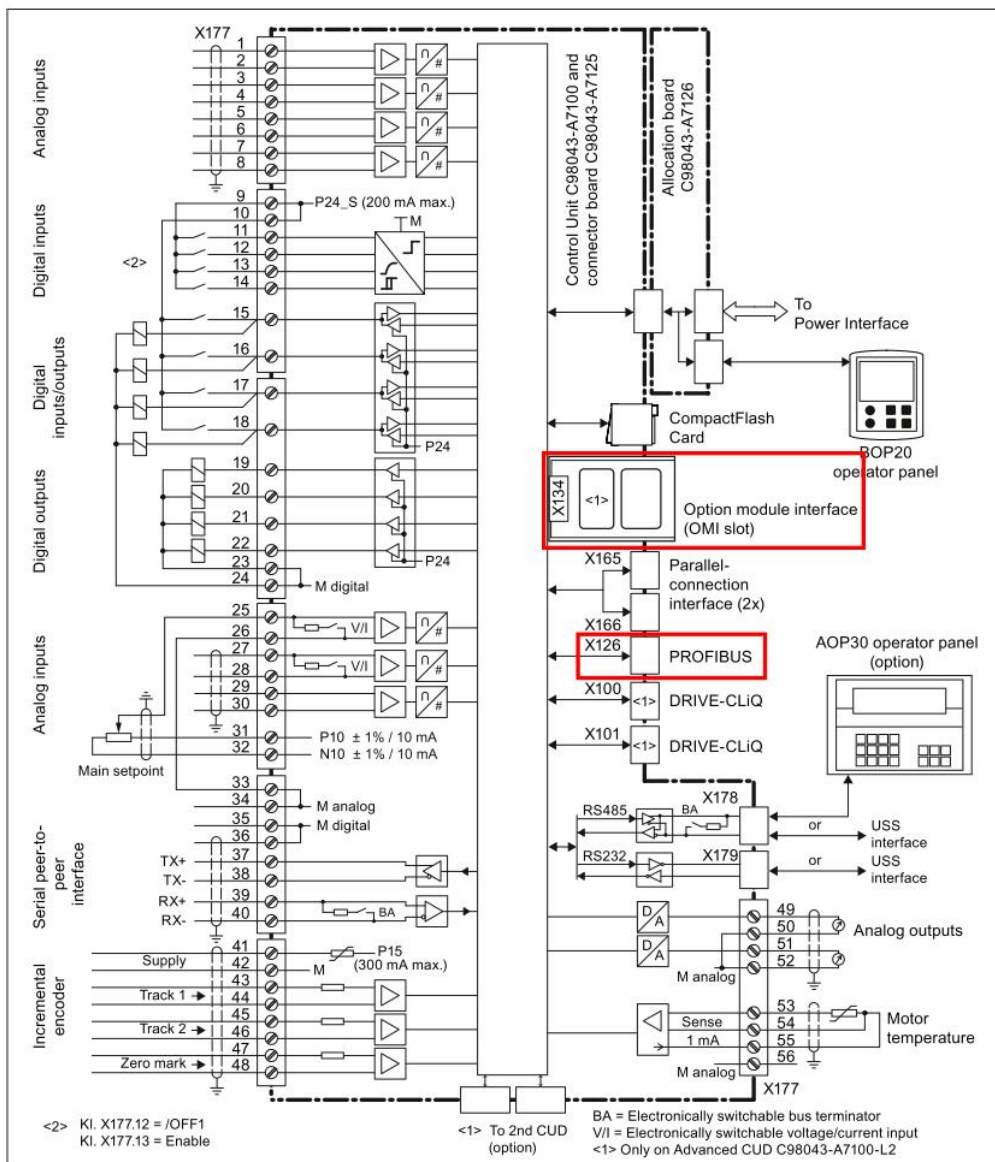 X177
Analog inputs
1
2
3
4
5
6
7
8
Digital inputs
<2>
9
10
11
12
13
14
P24_S (200 mA max.)
M
Digital
inputs/outputs
15
16
17
18
P24
Digital outputs
19
20
21
22
23
24
P24
M digital
Analog inputs
25
26
27
28
29
30
31
32
V/I
V/I
P10 ± 1% / 10 mA
N10 ± 1% / 10 mA
Main setpoint
33
34
35
36
M analog
M digital
Serial peer-to-
peer
interface
TX+
TX-
RX+
RX-
37
38
39
40
BA
Incremental
encoder
Supply
Track 1
Track 2
Zero mark
41
42
43
44
45
46
47
48
P15
(300 mA max.)
M
∩
#
∩
#
∩
#
∩
#
∩
#
∩
#
∩
#
Control Unit C98043-A7100 and
connector board C98043-A7125
Allocation board
C98043-A7126
To
Power Interface
CompactFlash
Card
BOP20
operator panel
X134
<1>
Option module interface
(OMI slot)
X165
Parallel-
connection
interface (2x)
X166
X126
PROFIBUS
X100
<1>
DRIVE-CLiQ
X101
<1>
DRIVE-CLiQ
AOP30 operator panel
(option)
RS485
BA
X178
or
USS
interface
RS232
X179
or
USS
interface
D
A
D
A
49
50
51
52
M analog
Analog outputs
53
54
55
56
Sense
1 mA
M analog
Motor
temperature
X177
<2> Kl. X177.12 = /OFF1
Kl. X177.13 = Enable
<1> To 2nd CUD
(option)
BA = Electronically switchable bus terminator
V/I = Electronically switchable voltage/current input
<1> Only on Advanced CUD C98043-A7100-L2